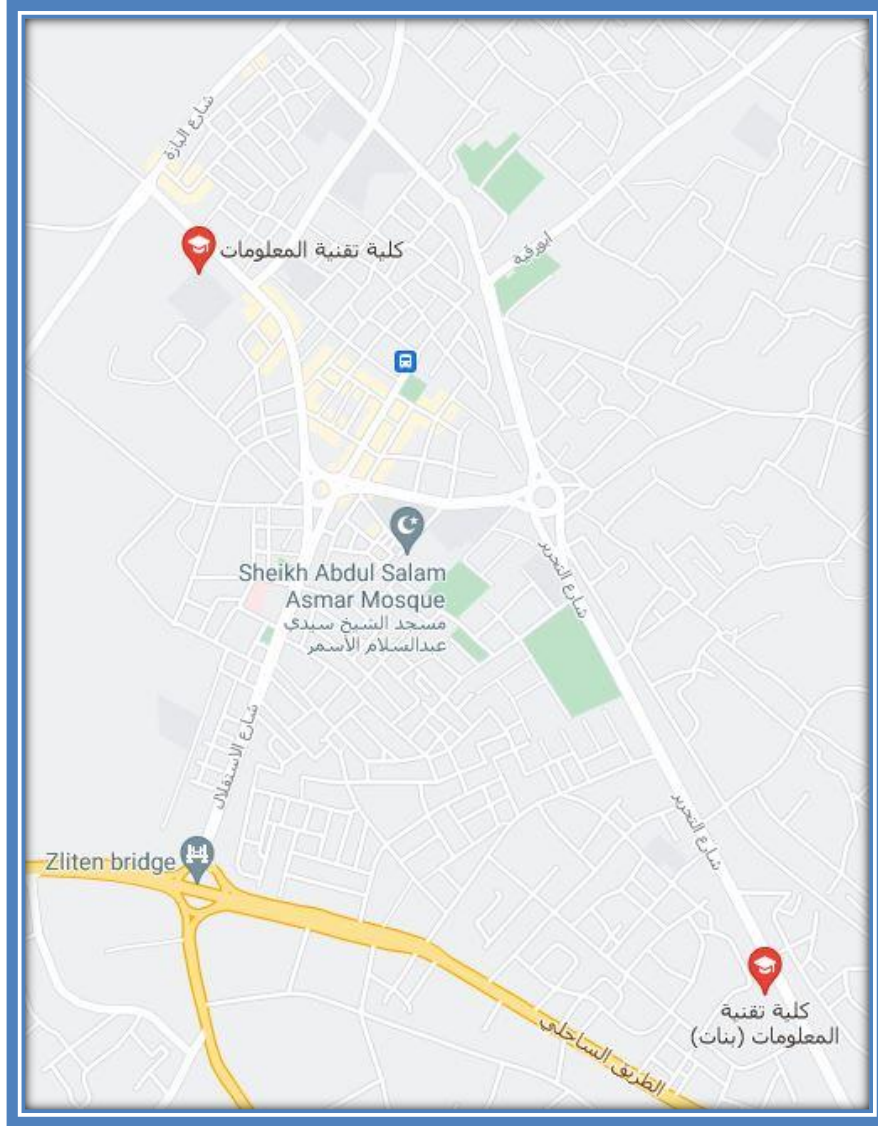 شارع البازة
كلية تقنية المعلومات
ابورقية
Sheikh Abdul Salam
Asmar Mosque
مسجد الشيخ سيدي
عبدالسلام الأسمر
شارع التحرير
شارع الاستقلال
شارع التحرير
Zliten bridge
كلية تقنية
المعلومات (بنات)
الطريق الساحلي